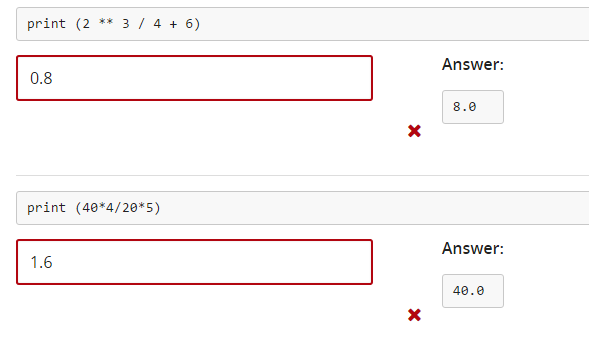 print (2 ** 3 / 4 + 6)
Answer:
0.8
8.0
print (40*4/20*5)
Answer:
1.6
40.0